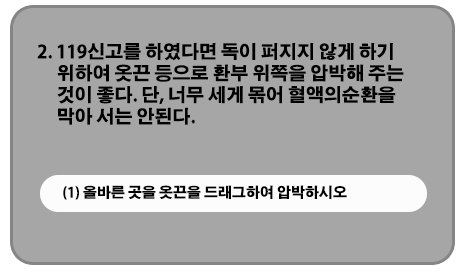 2. 119신고를 하였다면 독이 퍼지지 않게 하기
위하여 옷끈 등으로 환부 위쪽을 압박해 주는
것이 좋다. 단, 너무 세게 묶어 혈액의순환을
막아 서는 안된다.
(1) 올바른 곳을 옷끈을 드래그하여 압박하시오